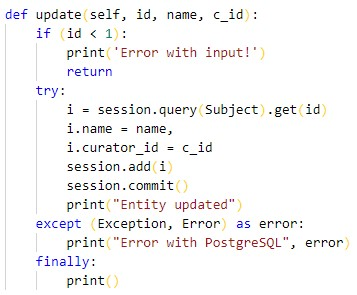 def update(self, id, name, c_id):
    if (id < 1):
        print('Error with input!')
        return
    try:
        i = session.query(Subject).get(id)
        i.name = name,
        i.curator_id = c_id
        session.add(i)
        session.commit()
        print("Entity updated")
    except (Exception, Error) as error:
        print("Error with PostgreSQL", error)
    finally:
        print()